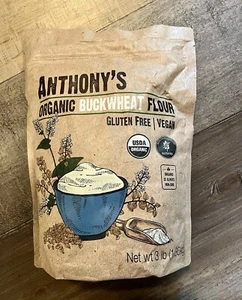 ANTHONY'S
ORGANIC BUCKWHEAT FLOUR
GLUTEN FREE | VEGAN
USDA
ORGANIC
Net wt 3 lb